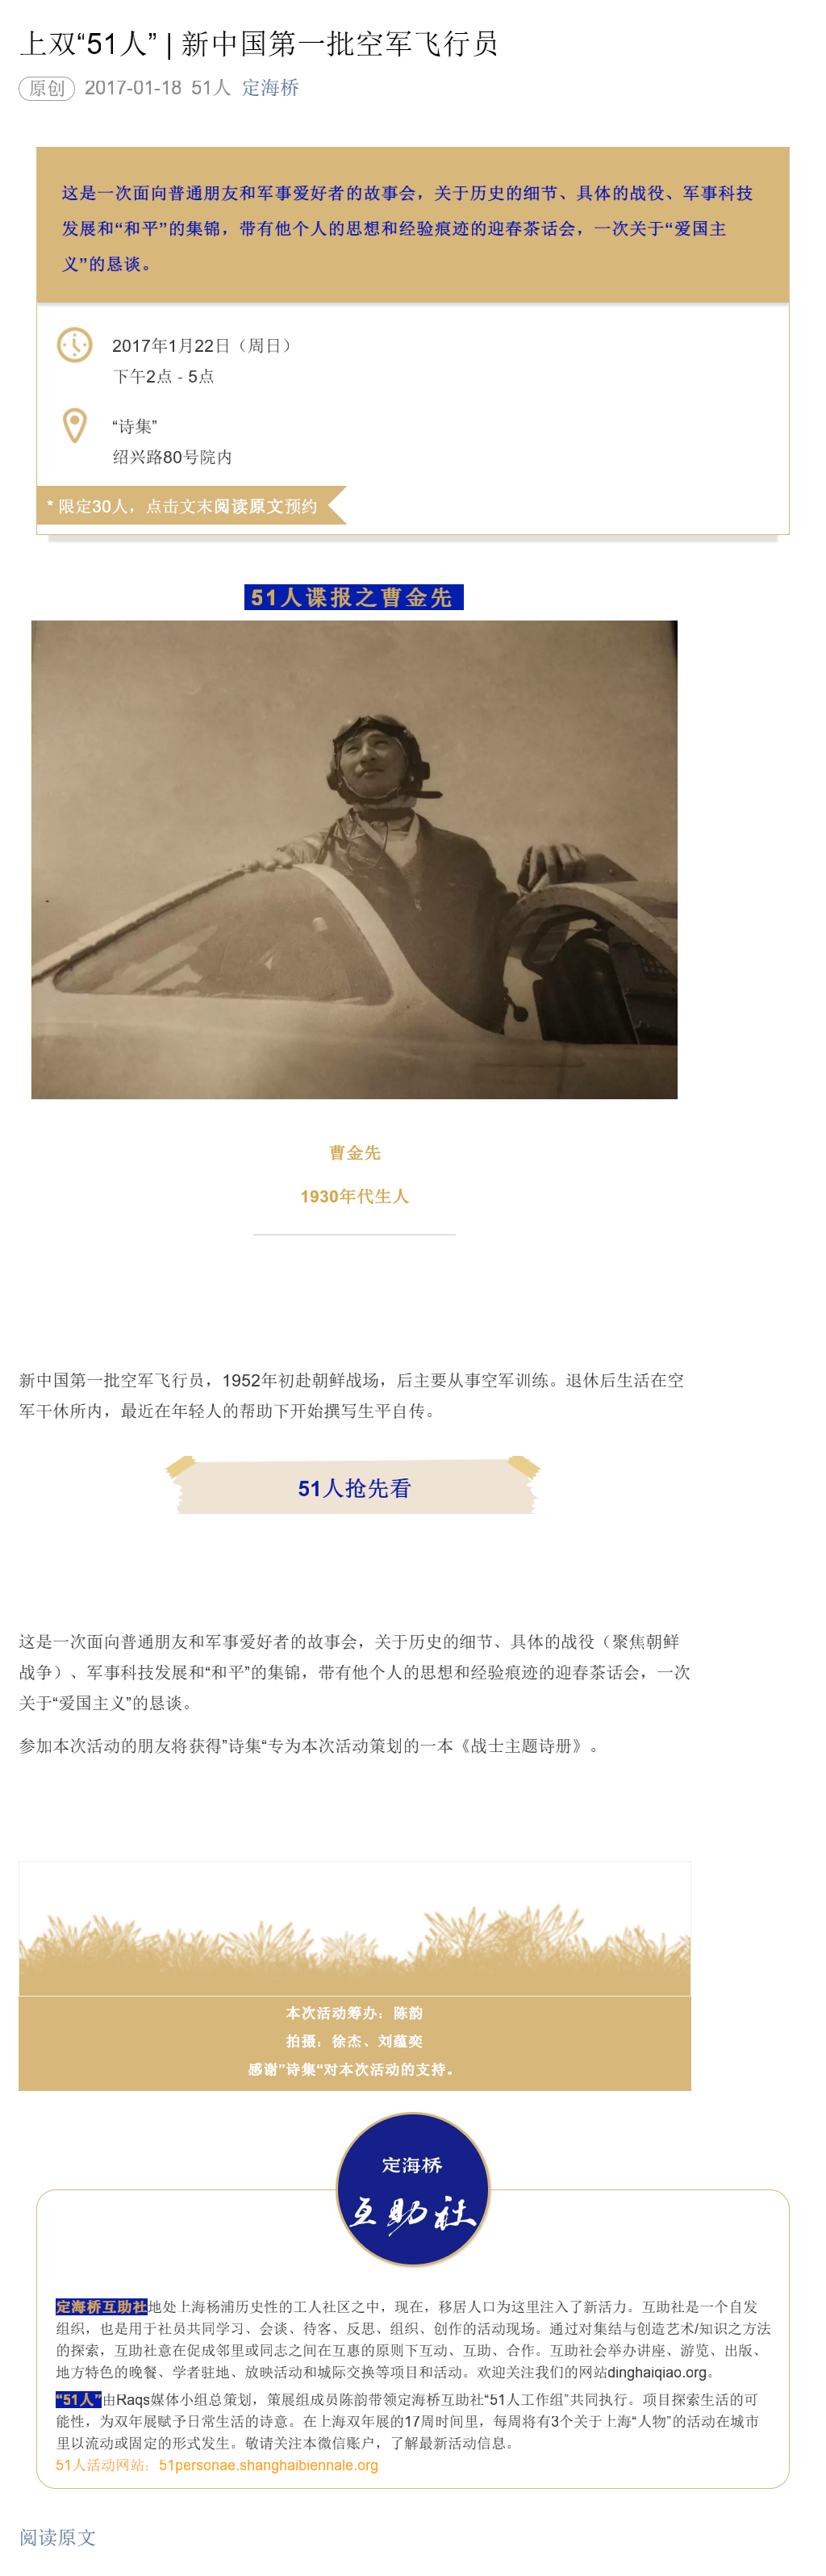 上双“51人” | 新中国第一批空军飞行员
原创 2017-01-18 51人 定海桥
这是一次面向普通朋友和军事爱好者的故事会，关于历史的细节、具体的战役、军事科技
发展和“和平”的集锦，带有他个人的思想和经验痕迹的迎春茶话会，一次关于“爱国主
义”的恳谈。
2017年1月22日（周日）
下午2点 - 5点
“诗集”
绍兴路80号院内
* 限定30人，点击文末阅读原文预约
51人谍报之曹金先
曹金先
1930年代生人
新中国第一批空军飞行员，1952年初赴朝鲜战场，后主要从事空军训练。退休后生活在空
军干休所内，最近在年轻人的帮助下开始撰写生平自传。
51人抢先看
这是一次面向普通朋友和军事爱好者的故事会，关于历史的细节、具体的战役（聚焦朝鲜
战争）、军事科技发展和“和平”的集锦，带有他个人的思想和经验痕迹的迎春茶话会，一次
关于“爱国主义”的恳谈。
参加本次活动的朋友将获得”诗集“专为本次活动策划的一本《战士主题诗册》。
本次活动筹办：陈韵
拍摄：徐杰、刘蕴奕
感谢”诗集“对本次活动的支持。
定海桥
互助社
定海桥互助社地处上海杨浦历史性的工人社区之中，现在，移居人口为这里注入了新活力。互助社是一个自发
组织，也是用于社员共同学习、会谈、待客、反思、组织、创作的活动现场。通过对集结与创造艺术/知识之方法
的探索，互助社意在促成邻里或同志之间在互惠的原则下互动、互助、合作。互助社会举办讲座、游览、出版、
地方特色的晚餐、学者驻地、放映活动和城际交换等项目和活动。欢迎关注我们的网站dinghaiqiao.org。
“51人”由Raqs媒体小组总策划，策展组成员陈韵带领定海桥互助社“51人工作组”共同执行。项目探索生活的可
能性，为双年展赋予日常生活的诗意。在上海双年展的17周时间里，每周将有3个关于上海“人物”的活动在城市
里以流动或固定的形式发生。敬请关注本微信账户，了解最新活动信息。
51人活动网站：51personae.shanghaibiennale.org
阅读原文